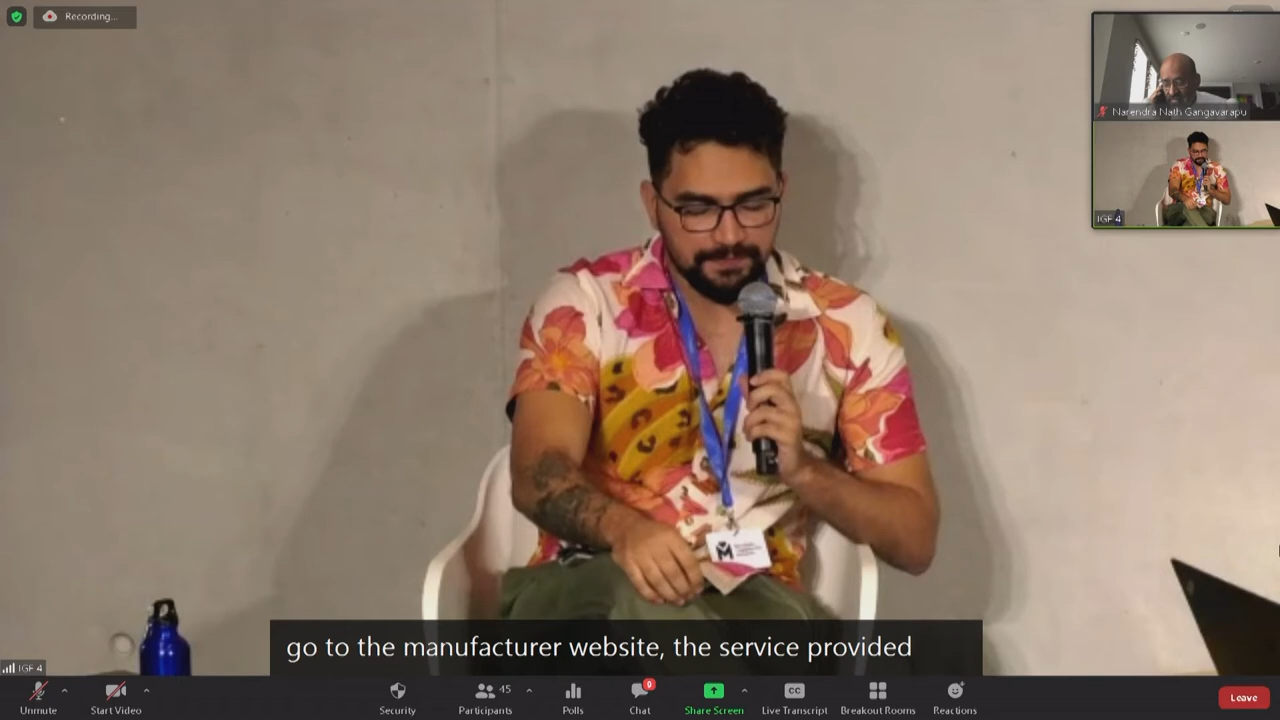 Recording...
Narendra Nath Gangavarapu
IGF 4
go to the manufacturer website, the service provided
IGF 4
Unmute
Start Video
Security
Participants
45
Polls
Chat
9
Share Screen
CC
Live Transcript
Breakout Rooms
Reactions
Leave